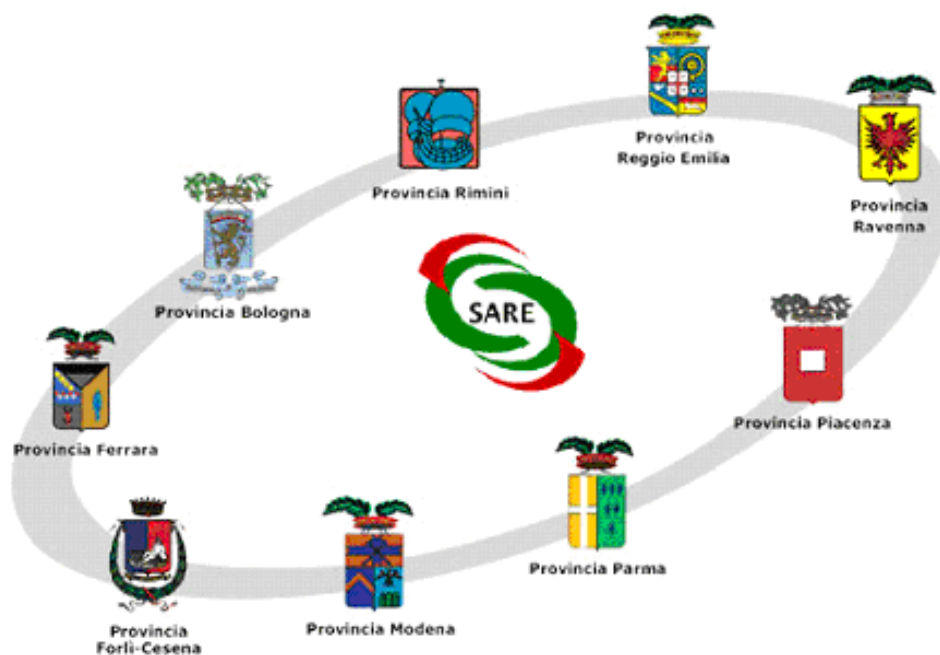 Provincia
Reggio Emilia
Provincia Rimini
Provincia
Ravenna
Provincia Bologna
SARE
Provincia Piacenza
Provincia Ferrara
Provincia Parma
Provincia Modena
Provincia
Forlì-Cesena